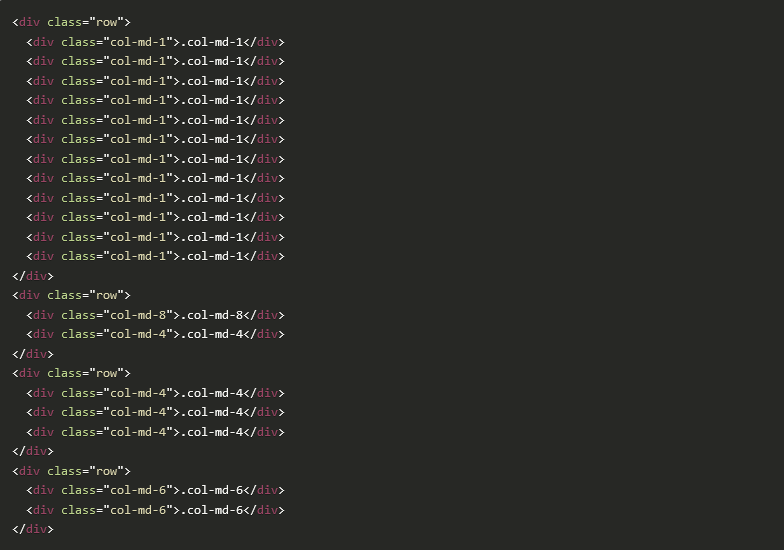 <div class="row">
  <div class="col-md-1">.col-md-1</div>
  <div class="col-md-1">.col-md-1</div>
  <div class="col-md-1">.col-md-1</div>
  <div class="col-md-1">.col-md-1</div>
  <div class="col-md-1">.col-md-1</div>
  <div class="col-md-1">.col-md-1</div>
  <div class="col-md-1">.col-md-1</div>
  <div class="col-md-1">.col-md-1</div>
  <div class="col-md-1">.col-md-1</div>
  <div class="col-md-1">.col-md-1</div>
  <div class="col-md-1">.col-md-1</div>
  <div class="col-md-1">.col-md-1</div>
</div>
<div class="row">
  <div class="col-md-8">.col-md-8</div>
  <div class="col-md-4">.col-md-4</div>
</div>
<div class="row">
  <div class="col-md-4">.col-md-4</div>
  <div class="col-md-4">.col-md-4</div>
  <div class="col-md-4">.col-md-4</div>
</div>
<div class="row">
  <div class="col-md-6">.col-md-6</div>
  <div class="col-md-6">.col-md-6</div>
</div>